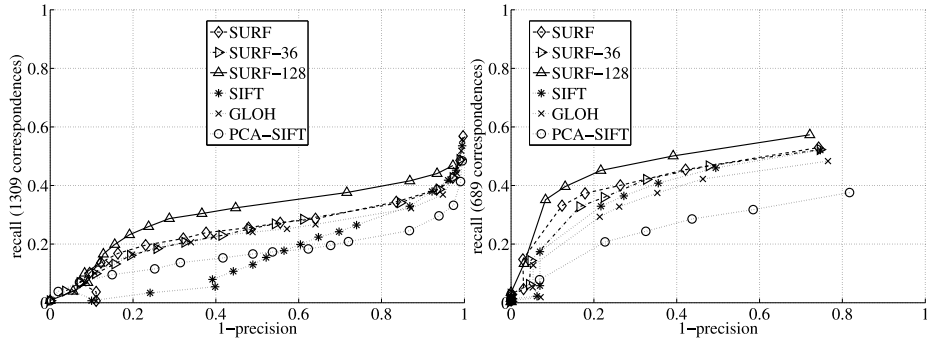 1
0.8
0.6
0.4
0.2
0
recall (1309 correspondences)
SURF
SURF−36
SURF−128
SIFT
GLOH
PCA−SIFT
0 0.2 0.4 0.6 0.8 1
1−precision
1
0.8
0.6
0.4
0.2
0
recall (689 correspondences)
SURF
SURF−36
SURF−128
SIFT
GLOH
PCA−SIFT
0 0.2 0.4 0.6 0.8 1
1−precision